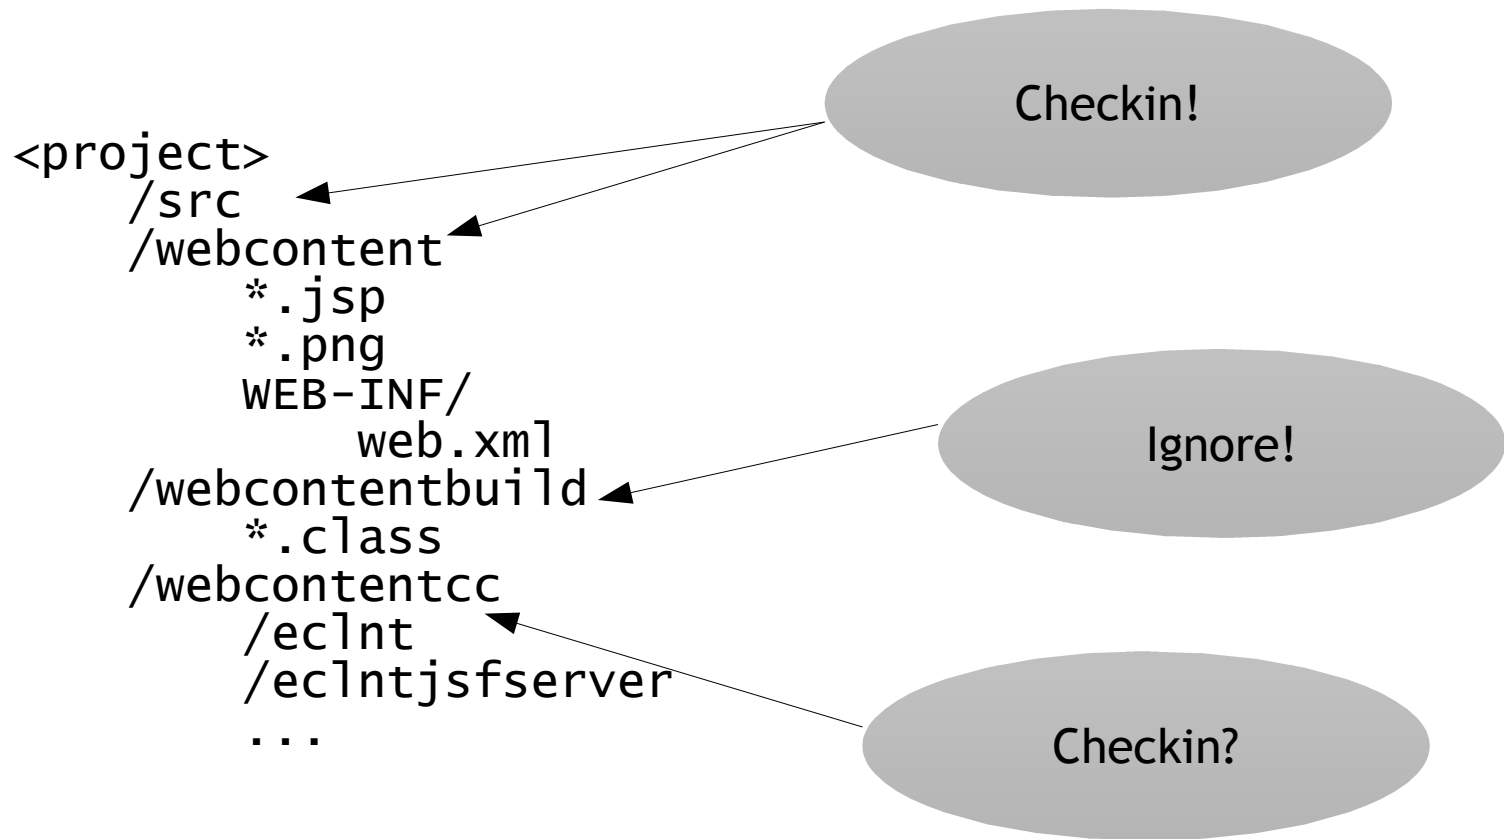 Checkin!
<project>
/src
/webcontent
*.jsp
*.png
WEB-INF/
web.xml
/webcontentbuild
*.class
/webcontentcc
/eclnt
/eclntjsfserver
...
Ignore!
Checkin?